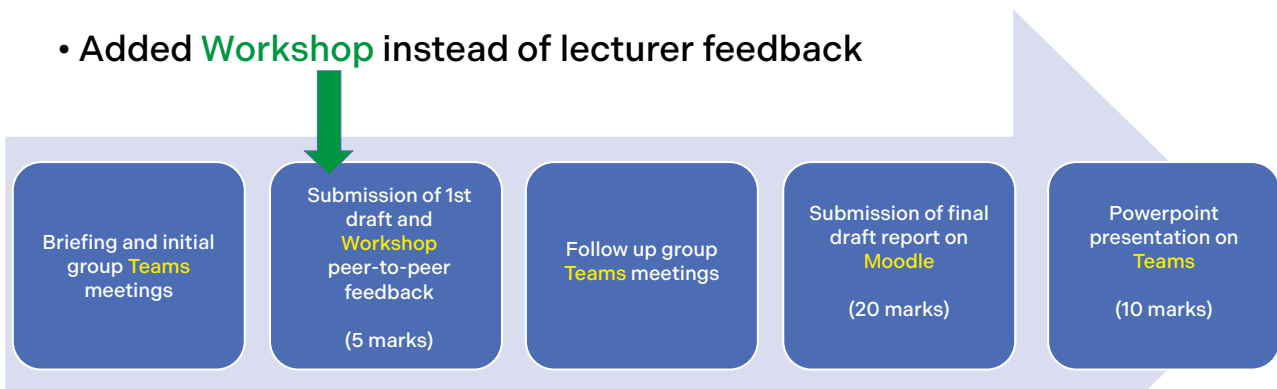 • Added Workshop instead of lecturer feedback
Briefing and initial
group Teams
meetings
Submission of 1st
draft and
Workshop
peer-to-peer
feedback
(5 marks)
Follow up group
Teams meetings
Submission of final
draft report on
Moodle
(20 marks)
Powerpoint
presentation on
Teams
(10 marks)